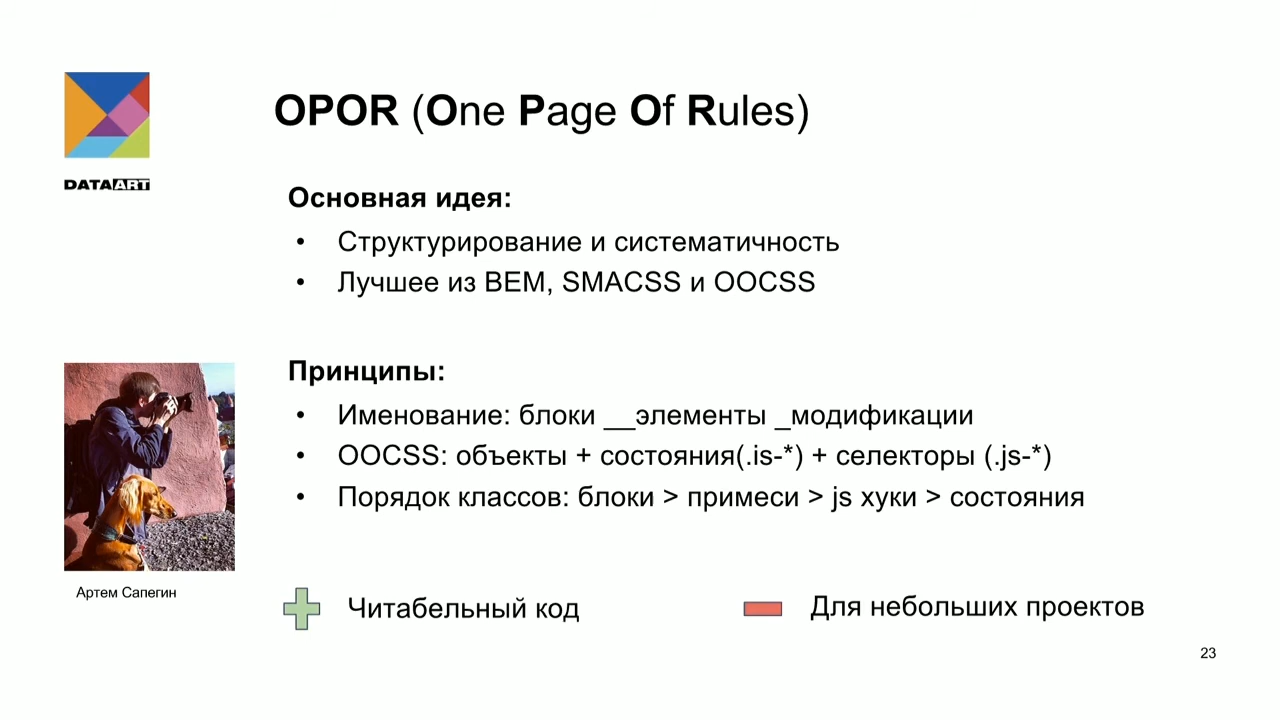 DATAART
OPOR (One Page Of Rules)
Основная идея:
• Структурирование и систематичность
• Лучшее из BEM, SMACSS и OOCSS
Принципы:
• Именование: блоки __элементы _модификации
• OOCSS: объекты + состояния(.is-*) + селекторы (.js-*)
• Порядок классов: блоки > примеси > js хуки > состояния
Артем Сапегин
Читабельный код
Для небольших проектов
23